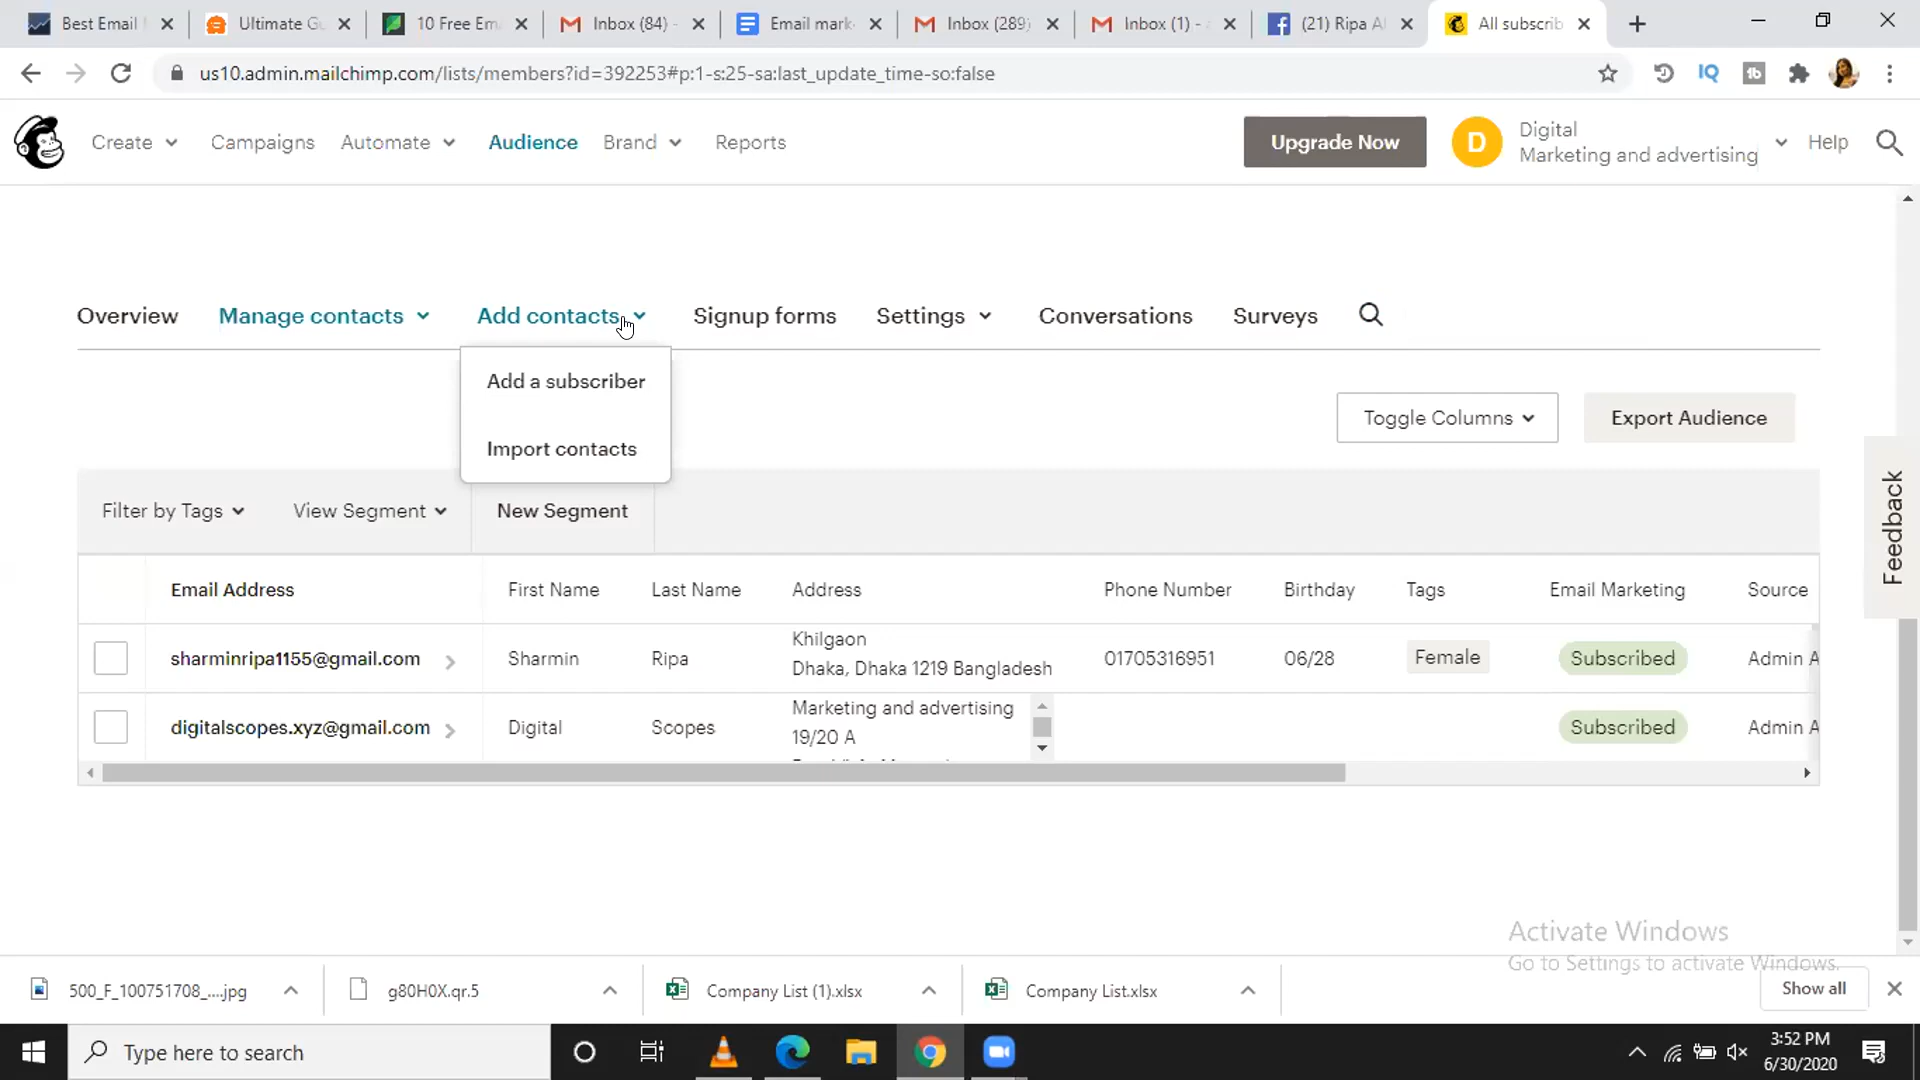 Best Email
Ultimate Gu
10 Free Em
Inbox (84) -
Email mark
Inbox (289)
Inbox (1) -
(21) Ripa A
All subscrib
us10.admin.mailchimp.com/lists/members?id=392253#p:1-s:25-sa:last_update_time-so:false
IQ
tb
Create
Campaigns
Automate
Audience
Brand
Reports
Upgrade Now
D
Digital
Marketing and advertising
Help
Overview
Manage contacts
Add contacts
Signup forms
Settings
Conversations
Surveys
Add a subscriber
Import contacts
Toggle Columns
Export Audience
Feedback
Filter by Tags
View Segment
New Segment
Email Address
First Name
Last Name
Address
Phone Number
Birthday
Tags
Email Marketing
Source
sharminripa1155@gmail.com
Sharmin
Ripa
Khilgaon
Dhaka, Dhaka 1219 Bangladesh
01705316951
06/28
Female
Subscribed
Admin A
digitalscopes.xyz@gmail.com
Digital
Scopes
Marketing and advertising
19/20 A
Subscribed
Admin A
Activate Windows
Go to Settings to activate Windows.
500_F_100751708_....jpg
g80H0X.qr.5
Company List (1).xlsx
Company List.xlsx
Show all
Type here to search
3:52 PM
6/30/2020